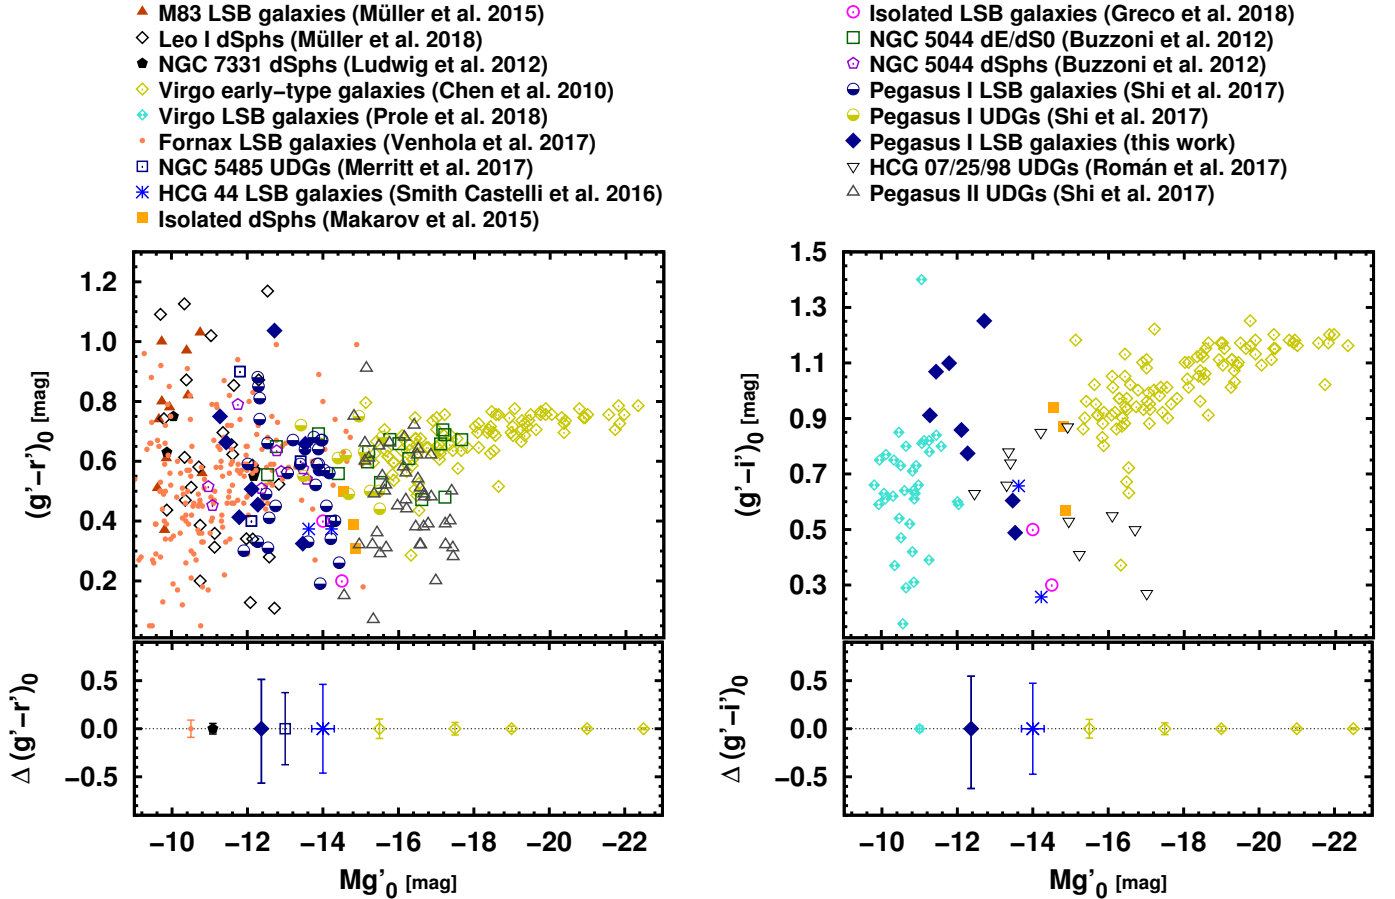 M83 LSB galaxies (Müller et al. 2015)
Leo I dSphs (Müller et al. 2018)
NGC 7331 dSphs (Ludwig et al. 2012)
Virgo early−type galaxies (Chen et al. 2010)
Virgo LSB galaxies (Prole et al. 2018)
Fornax LSB galaxies (Venhola et al. 2017)
NGC 5485 UDGs (Merritt et al. 2017)
HCG 44 LSB galaxies (Smith Castelli et al. 2016)
Isolated dSphs (Makarov et al. 2015)
Isolated LSB galaxies (Greco et al. 2018)
NGC 5044 dE/dS0 (Buzzoni et al. 2012)
NGC 5044 dSphs (Buzzoni et al. 2012)
Pegasus I LSB galaxies (Shi et al. 2017)
Pegasus I UDGs (Shi et al. 2017)
Pegasus I LSB galaxies (this work)
HCG 07/25/98 UDGs (Román et al. 2017)
Pegasus II UDGs (Shi et al. 2017)
(g'−r')0 [mag]
1.2
1.0
0.8
0.6
0.4
0.2
Δ (g'−r')0
0.5
0.0
−0.5
−10 −12 −14 −16 −18 −20 −22
Mg'0 [mag]
(g'−i')0 [mag]
1.5
1.3
1.1
0.9
0.7
0.5
0.3
Δ (g'−i')0
0.5
0.0
−0.5
−10 −12 −14 −16 −18 −20 −22
Mg'0 [mag]